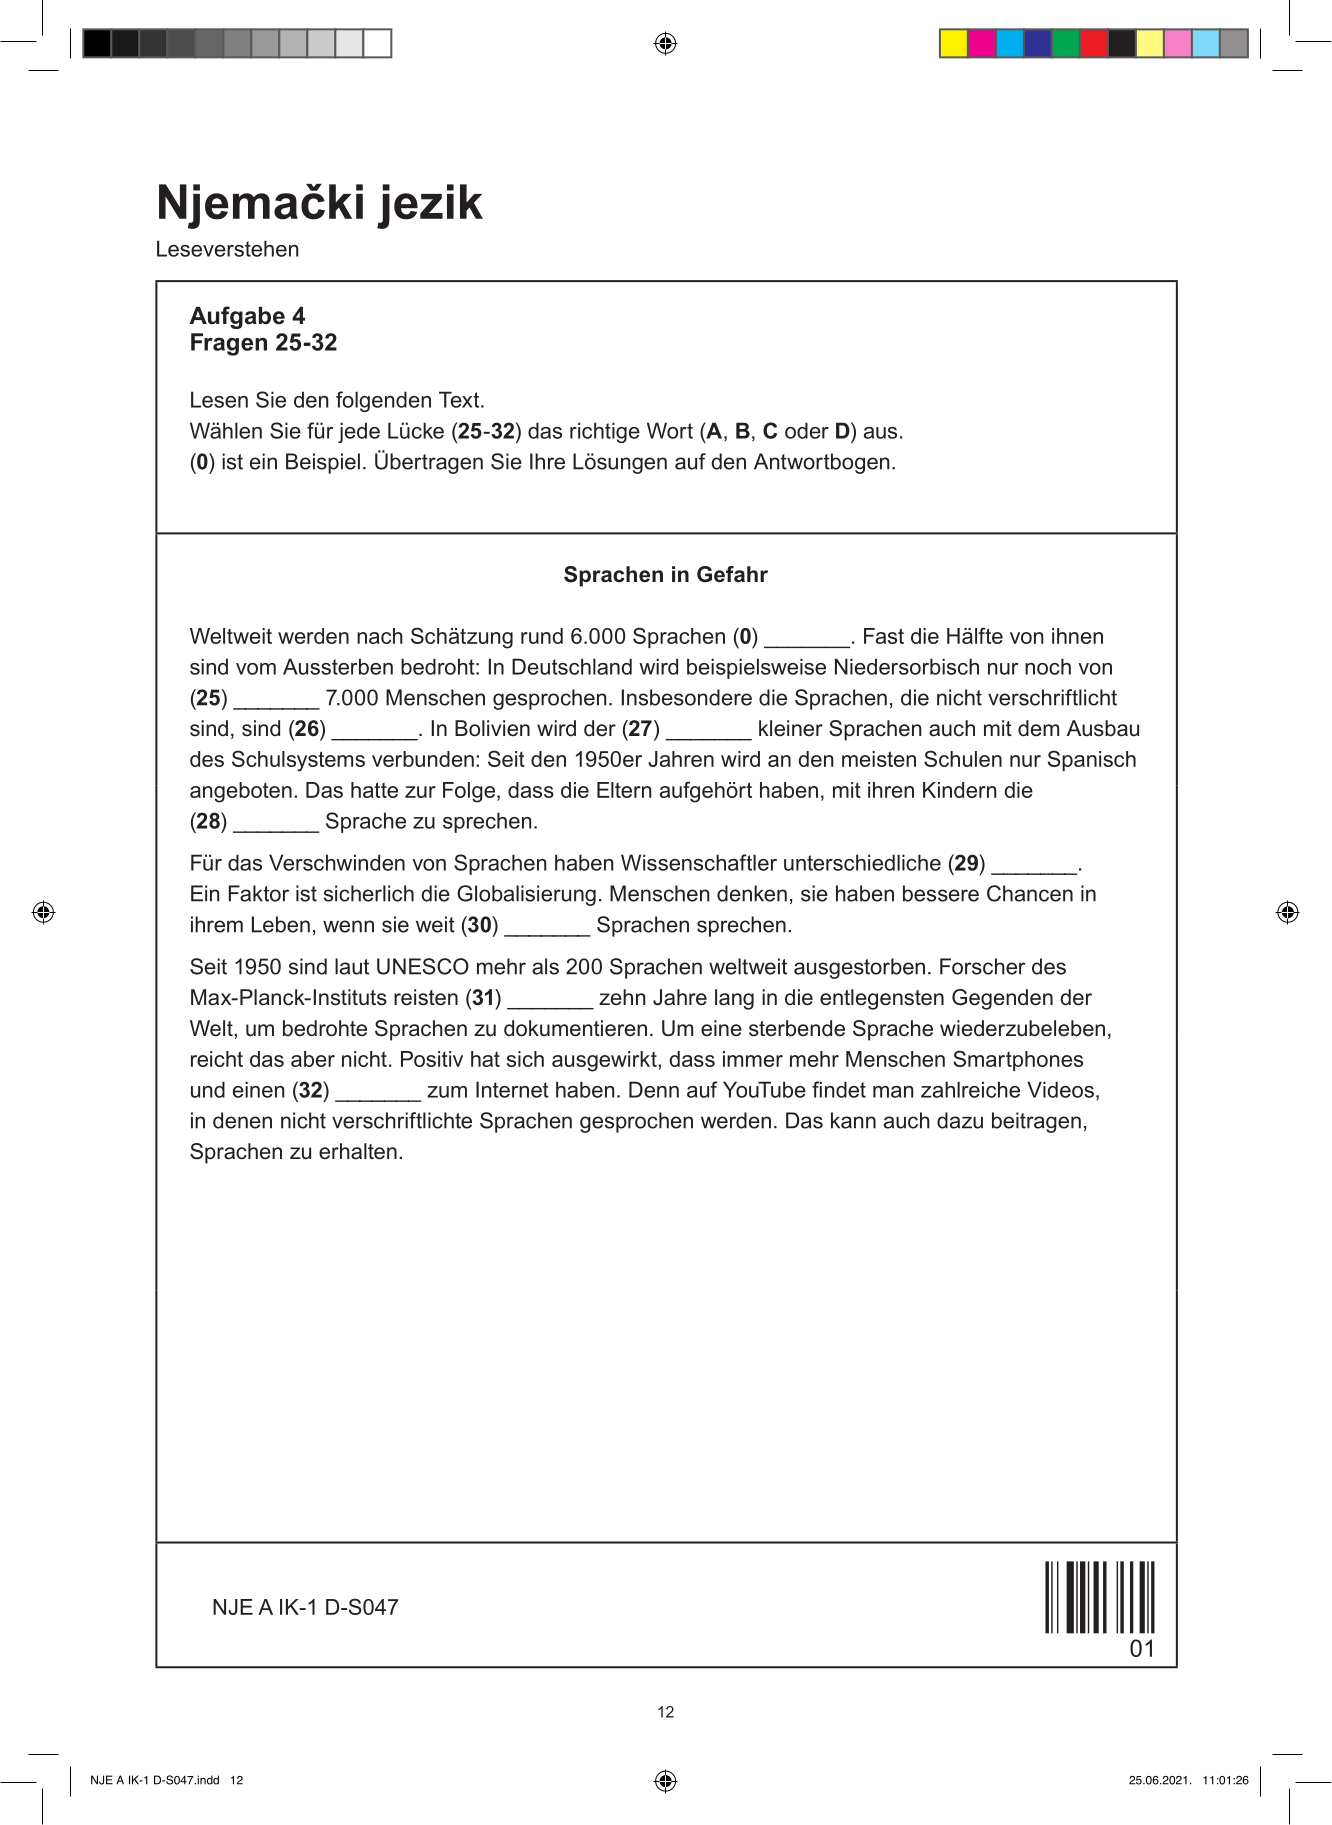 Njemački jezik
Leseverstehen
Aufgabe 4
Fragen 25-32
Lesen Sie den folgenden Text.
Wählen Sie für jede Lücke (25-32) das richtige Wort (A, B, C oder D) aus.
(0) ist ein Beispiel. Übertragen Sie Ihre Lösungen auf den Antwortbogen.
Sprachen in Gefahr
Weltweit werden nach Schätzung rund 6.000 Sprachen (0) _______. Fast die Hälfte von ihnen
sind vom Aussterben bedroht: In Deutschland wird beispielsweise Niedersorbisch nur noch von
(25) _______ 7.000 Menschen gesprochen. Insbesondere die Sprachen, die nicht verschriftlicht
sind, sind (26) _______. In Bolivien wird der (27) _______ kleiner Sprachen auch mit dem Ausbau
des Schulsystems verbunden: Seit den 1950er Jahren wird an den meisten Schulen nur Spanisch
angeboten. Das hatte zur Folge, dass die Eltern aufgehört haben, mit ihren Kindern die
(28) _______ Sprache zu sprechen.
Für das Verschwinden von Sprachen haben Wissenschaftler unterschiedliche (29) _______.
Ein Faktor ist sicherlich die Globalisierung. Menschen denken, sie haben bessere Chancen in
ihrem Leben, wenn sie weit (30) _______ Sprachen sprechen.
Seit 1950 sind laut UNESCO mehr als 200 Sprachen weltweit ausgestorben. Forscher des
Max-Planck-Instituts reisten (31) _______ zehn Jahre lang in die entlegensten Gegenden der
Welt, um bedrohte Sprachen zu dokumentieren. Um eine sterbende Sprache wiederzubeleben,
reicht das aber nicht. Positiv hat sich ausgewirkt, dass immer mehr Menschen Smartphones
und einen (32) _______ zum Internet haben. Denn auf YouTube findet man zahlreiche Videos,
in denen nicht verschriftlichte Sprachen gesprochen werden. Das kann auch dazu beitragen,
Sprachen zu erhalten.
NJE A IK-1 D-S047
01
12
NJE A IK-1 D-S047.indd 12
25.06.2021. 11:01:26